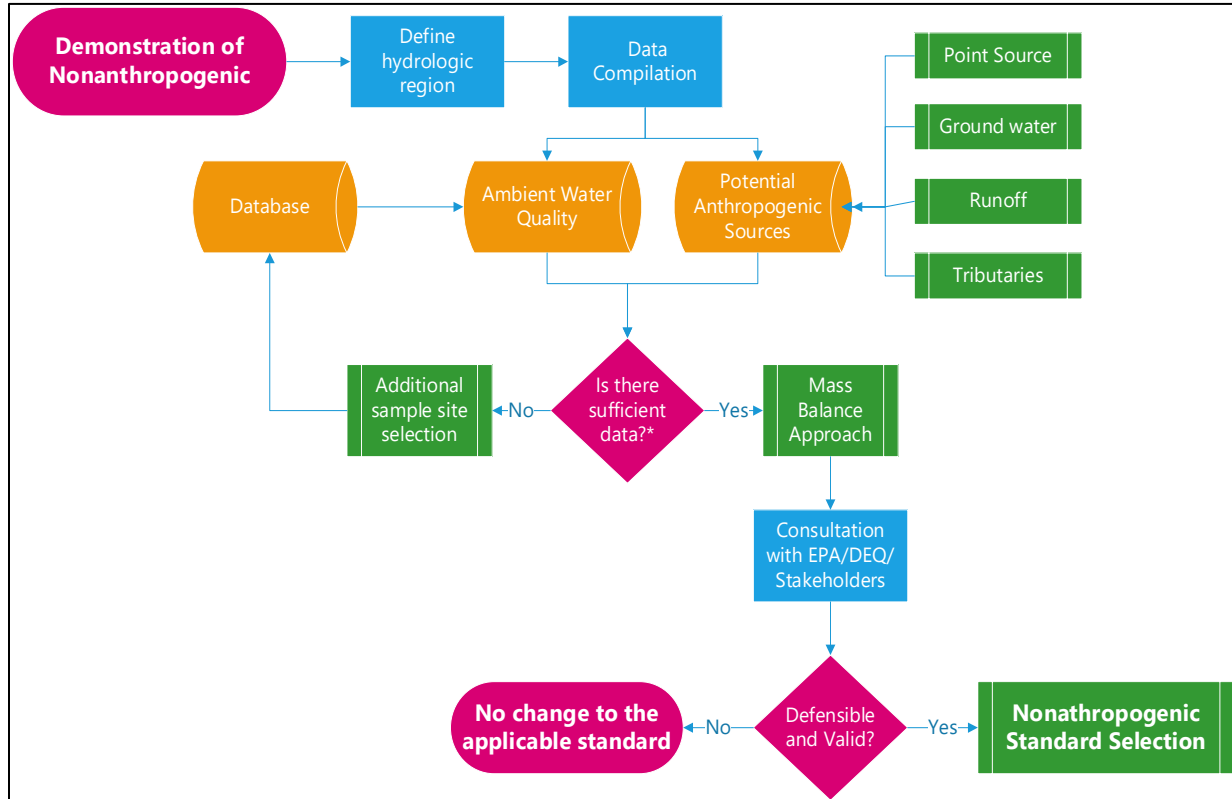 Demonstration of
Nonanthropogenic
Define
hydrologic
region
Data
Compilation
Point Source
Ground water
Runoff
Tributaries
Database
Ambient Water
Quality
Potential
Anthropogenic
Sources
Additional
sample site
selection
No
Is there
sufficient
data?*
Yes
Mass
Balance
Approach
Consultation
with EPA/DEQ/
Stakeholders
No change to the
applicable standard
No
Defensible
and Valid?
Yes
Nonathropogenic
Standard Selection